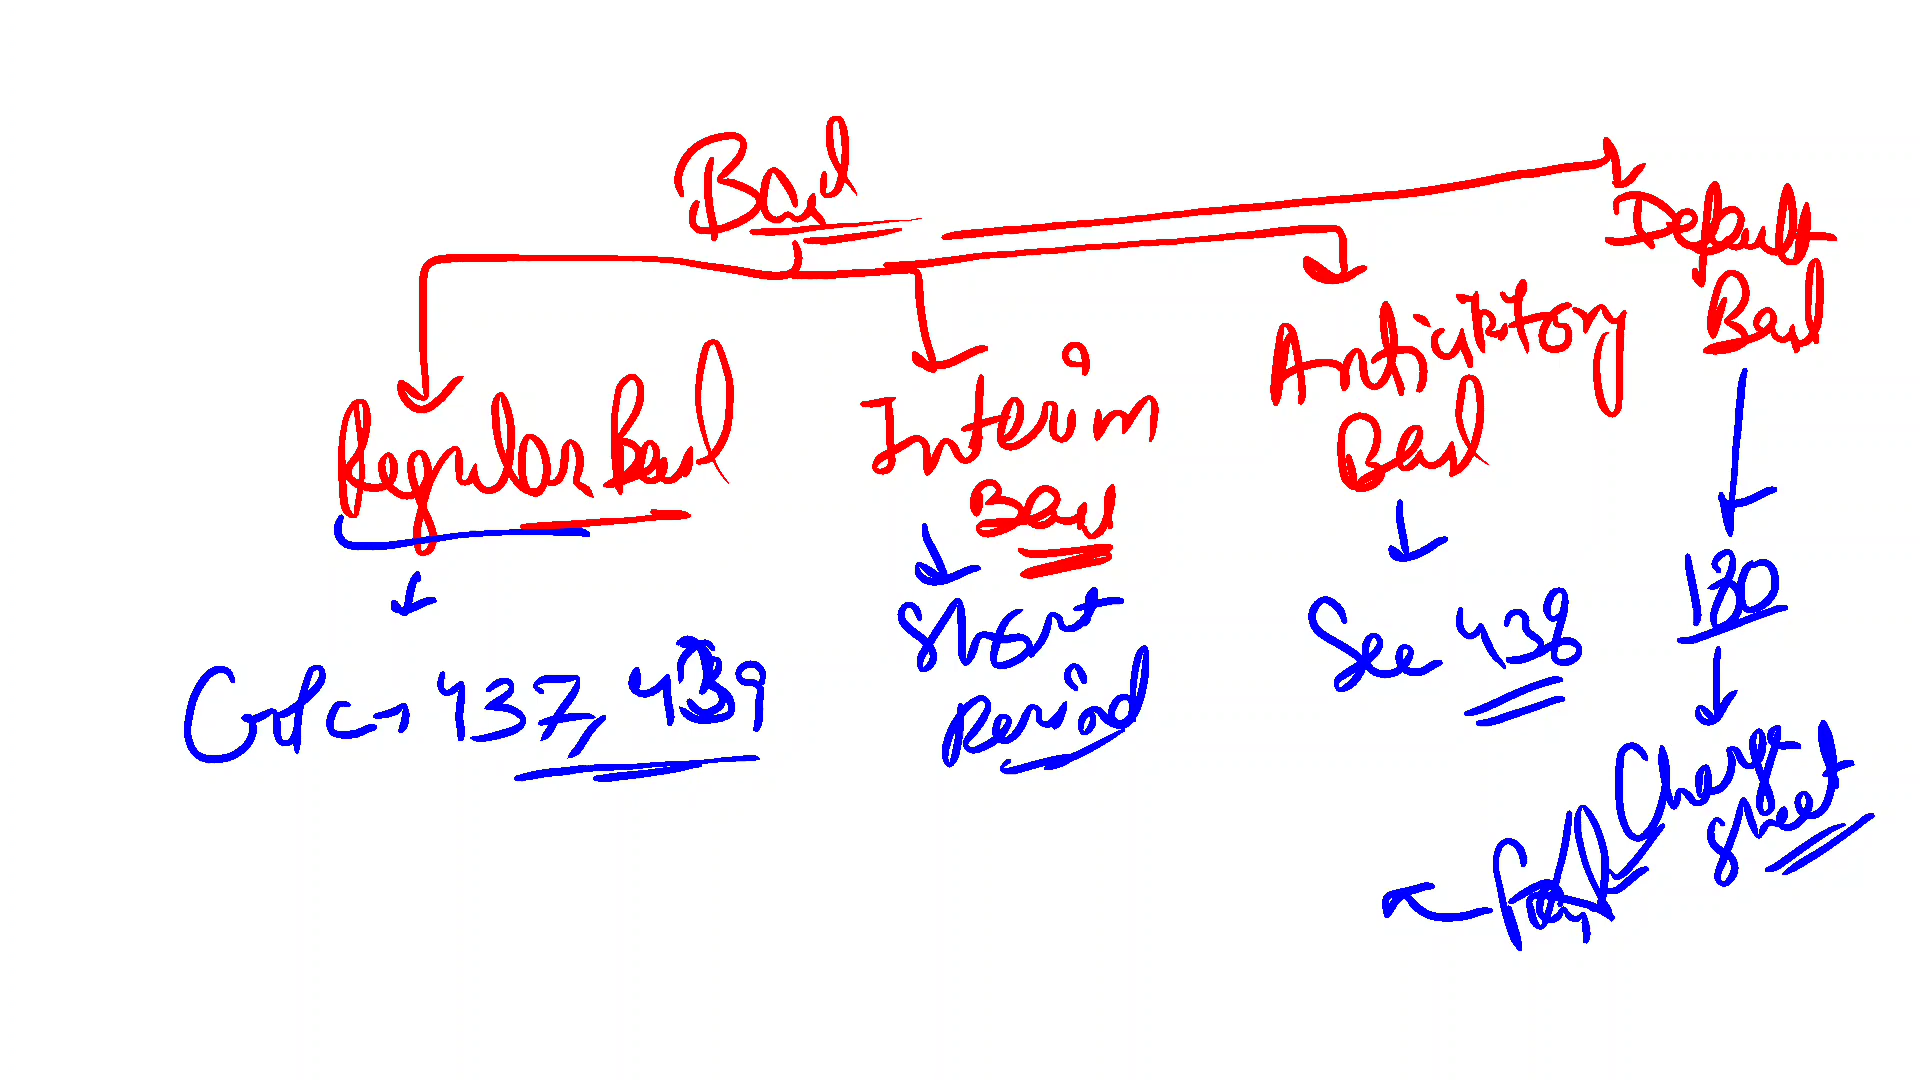 Bail
Default
Bail
Anticipatory
Bail
Regular Bail
Interim
Bail
CrPC → 437, 439
Short
Period
Sec 438
180
Charge
Sheet